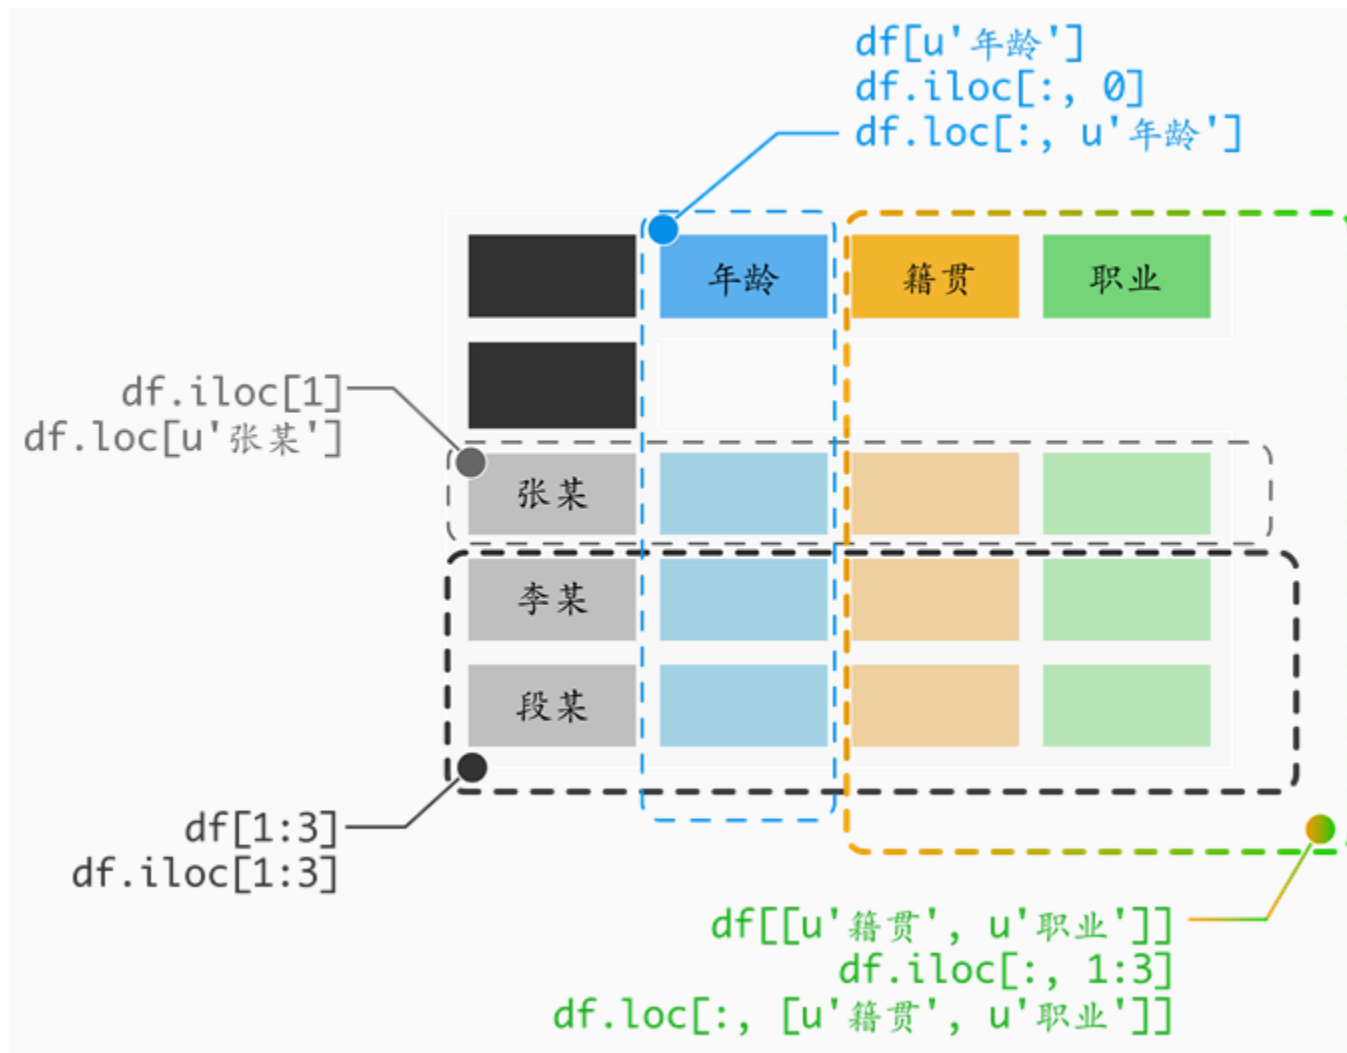 df[u'年龄']
df.iloc[:, 0]
df.loc[:, u'年龄']
年龄 籍贯 职业
df.iloc[1]
df.loc[u'张某']
张某
李某
段某
df[1:3]
df.iloc[1:3]
df[[u'籍贯', u'职业']]
df.iloc[:, 1:3]
df.loc[:, [u'籍贯', u'职业']]